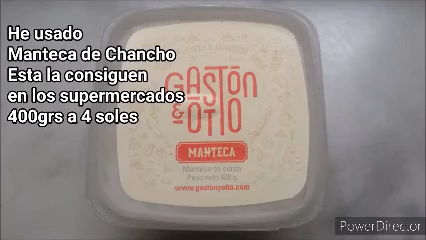 He usado
Manteca de Chancho
Esta la consiguen
en los supermercados
400grs a 4 soles
GASTÓN
& OTTO
MANTECA
Manteca de cerdo
Peso neto 400 g
www.gastonyotto.com
PowerDirector